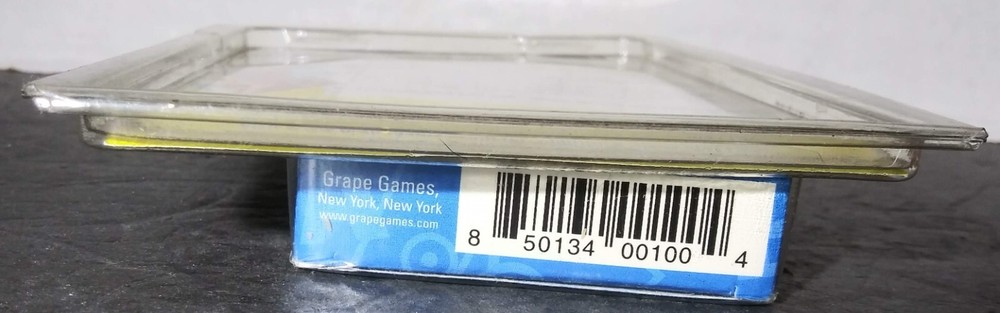 Grape Games,
New York, New York
www.grapegames.com
8 50134 00100 4